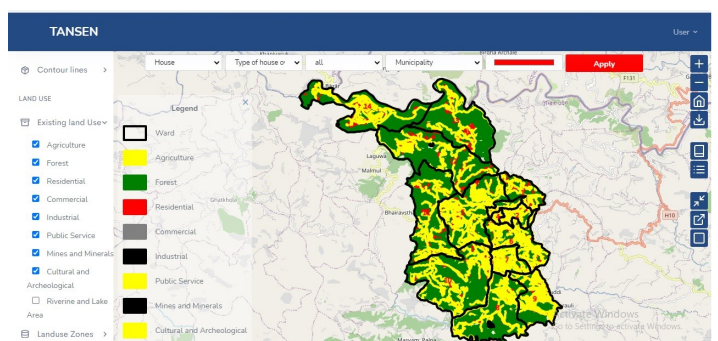 TANSEN
User
House
Type of house o
all
Municipality
Apply
Contour lines
LAND USE
Existing land Use
Agriculture
Forest
Residential
Commercial
Industrial
Public Service
Mines and Minerals
Cultural and
Archeological
Riverine and Lake
Area
Landuse Zones
Legend
Ward
Agriculture
Forest
Residential
Commercial
Industrial
Public Service
Mines and Minerals
Cultural and Archeological
F131
14
Laguwa
Malmul
Bhairavsth
H10
Activate Windows
Go to Settings to activate Windows.